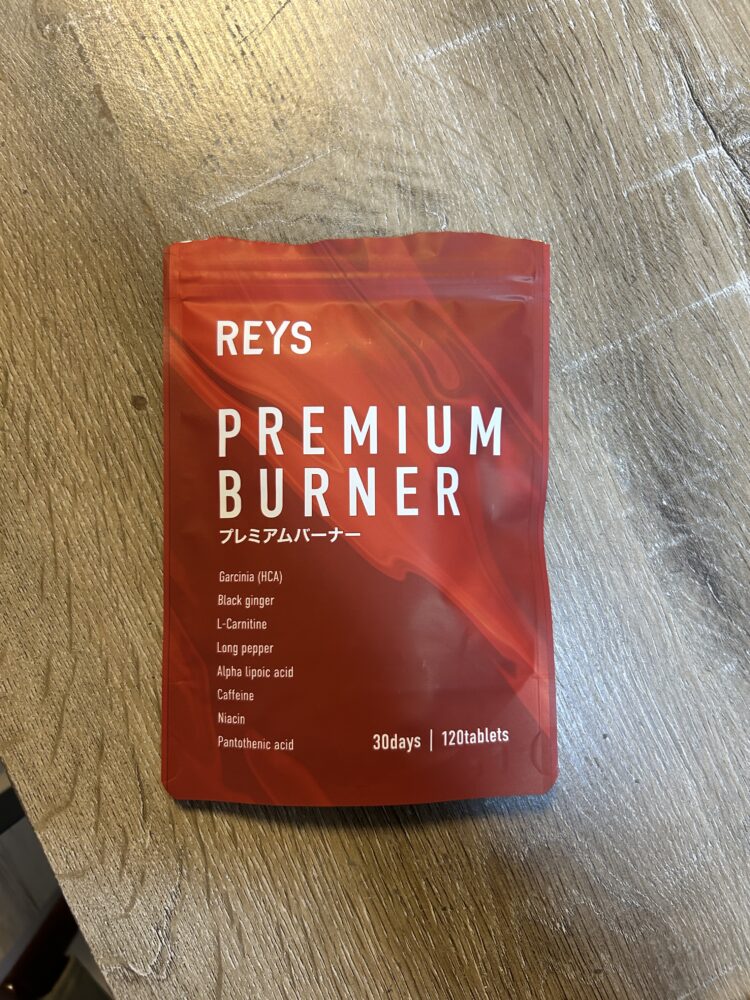 REYS
PREMIUM
BURNER
プレミアムバーナー
Garcinia (HCA)
Black ginger
L-Carnitine
Long pepper
Alpha lipoic acid
Caffeine
Niacin
Pantothenic acid
30days | 120tablets